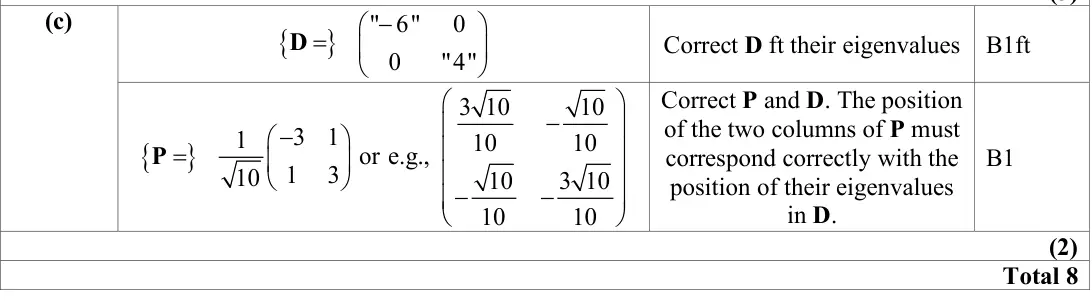 (c)
{D =} ("−6" 0
0 "4")
Correct D ft their eigenvalues
B1ft
{P =} 1/√10 (−3 1
1 3) or e.g., (3√10/10 −√10/10
−√10/10 −3√10/10)
Correct P and D. The position
of the two columns of P must
correspond correctly with the
position of their eigenvalues
in D.
B1
(2)
Total 8